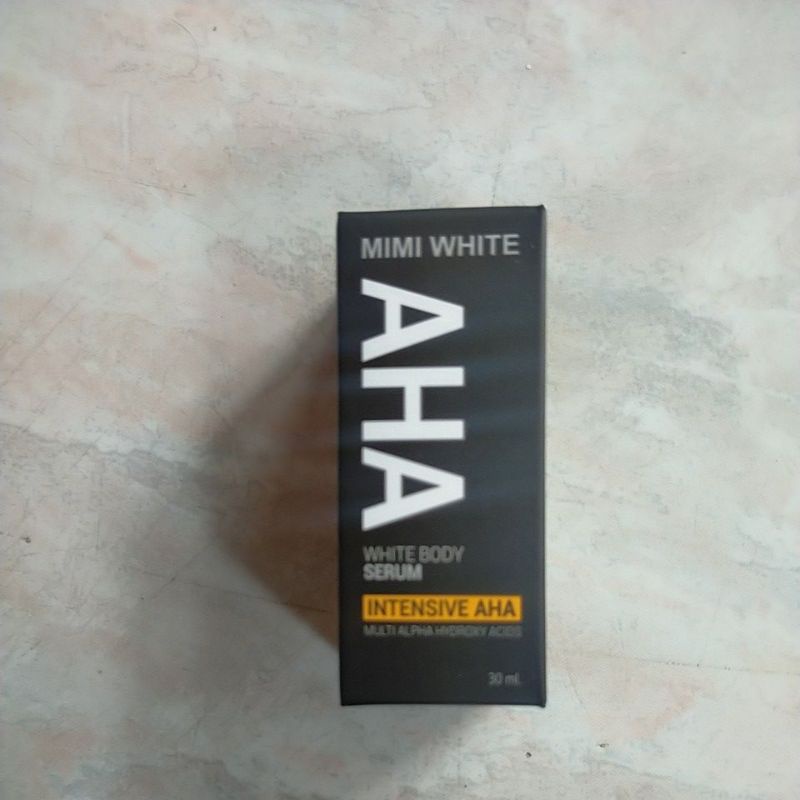 MIMI WHITE
AHA
WHITE BODY
SERUM
INTENSIVE AHA
MULTI ALPHA HYDROXY ACIDS
30 ml.